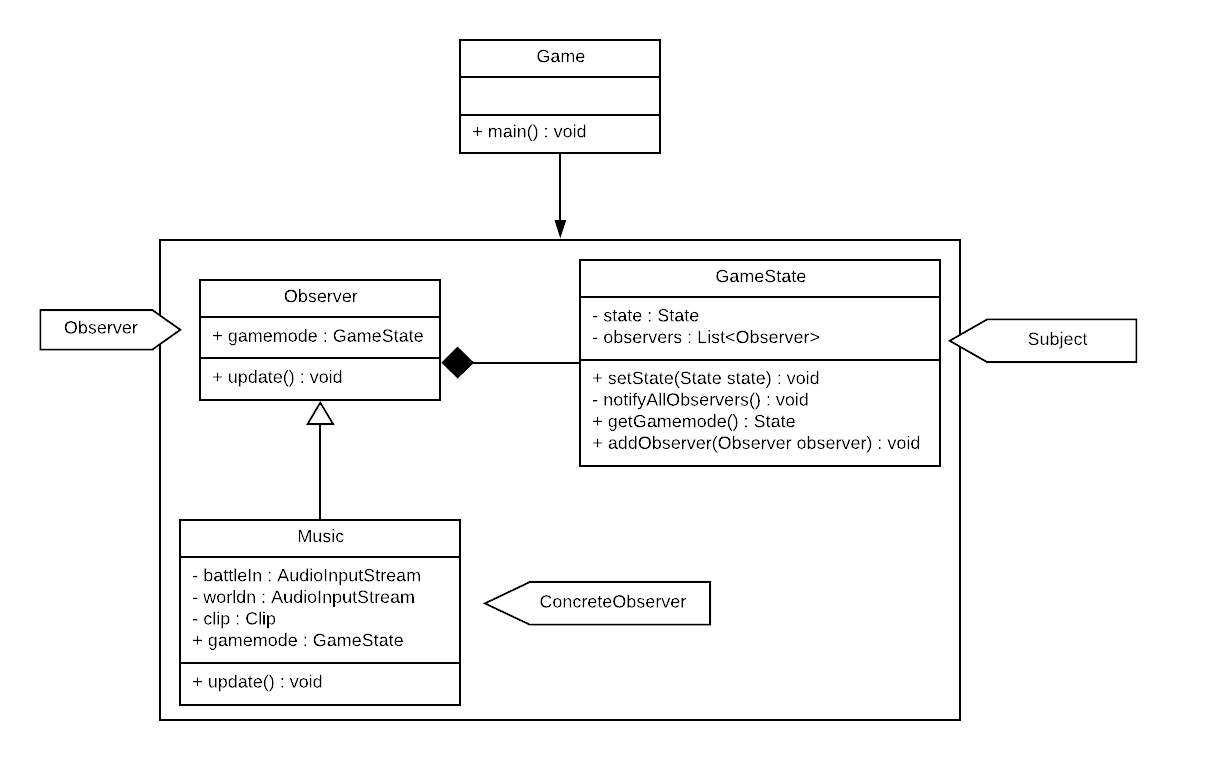 Game
+ main() : void
Observer
Observer
+ gamemode : GameState
+ update() : void
GameState
- state : State
- observers : List<Observer>
+ setState(State state) : void
- notifyAllObservers() : void
+ getGamemode() : State
+ addObserver(Observer observer) : void
Subject
Music
- battleIn : AudioInputStream
- worldn : AudioInputStream
- clip : Clip
+ gamemode : GameState
+ update() : void
ConcreteObserver